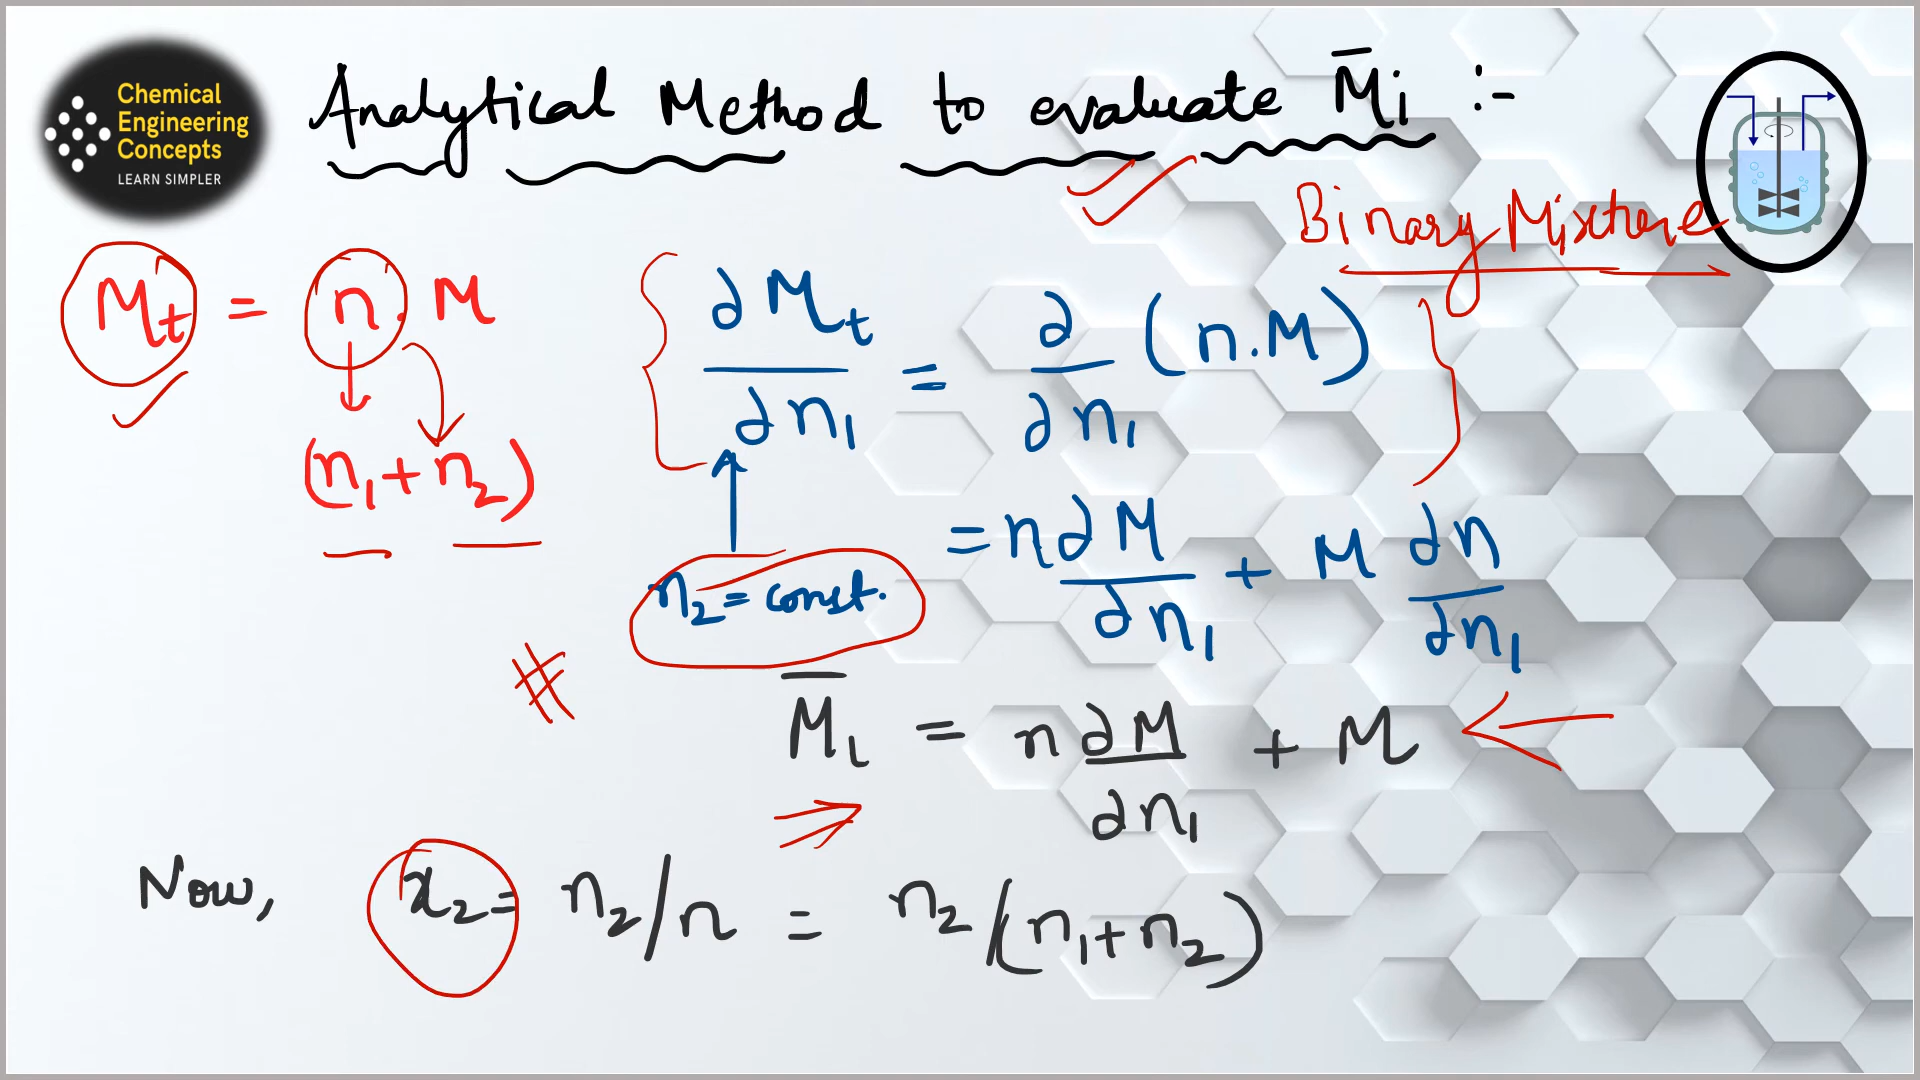 Chemical
Engineering
Concepts
LEARN SIMPLER
Analytical Method to evaluate M̅i :-
Binary Mixture
Mt = n . M
(n1 + n2)
∂Mt/∂n1 = ∂/∂n1 (n.M)
n2 = const.
= n ∂M/∂n1 + M ∂n/∂n1
#
M̅1 = n ∂M/∂n1 + M
Now, x2 = n2/n = n2/(n1+n2)